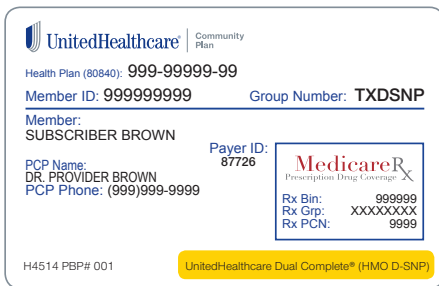 UnitedHealthcare® Community Plan
Health Plan (80840): 999-99999-99
Member ID: 999999999 Group Number: TXDSNP
Member:
SUBSCRIBER BROWN
Payer ID:
87726
PCP Name:
DR. PROVIDER BROWN
PCP Phone: (999)999-9999
MedicareRx
Prescription Drug Coverage
Rx Bin: 999999
Rx Grp: XXXXXXXX
Rx PCN: 9999
H4514 PBP# 001 UnitedHealthcare Dual Complete® (HMO D-SNP)